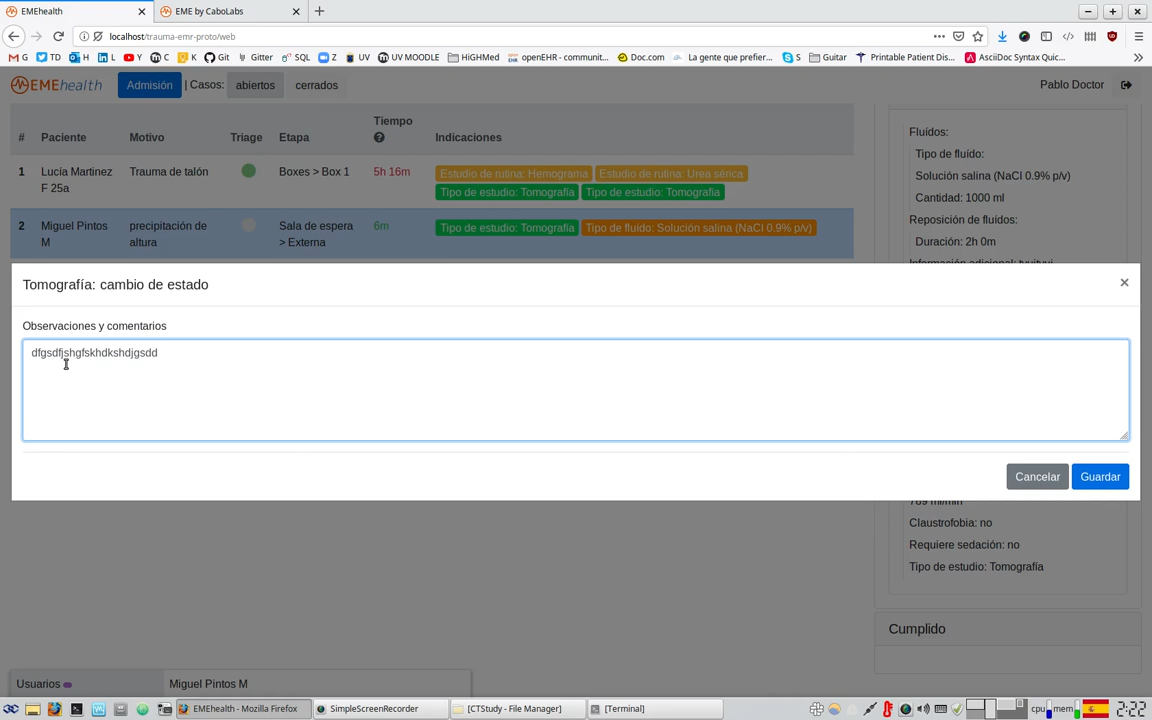 EMEhealth
EME by CaboLabs
localhost/trauma-emr-proto/web
G
TD
H
L
Y
C
K
Git
Gitter
SQL
Z
UV
UV MOODLE
HiGHMed
openEHR - communit...
Doc.com
La gente que prefier...
S
Guitar
Printable Patient Dis...
AsciiDoc Syntax Quic...
EMEhealth
Admisión
| Casos:
abiertos
cerrados
Pablo Doctor
# Paciente Motivo Triage Etapa Tiempo Indicaciones
1 Lucía Martinez F 25a Trauma de talón Boxes > Box 1 5h 16m
Estudio de rutina: Hemograma
Estudio de rutina: Urea sérica
Tipo de estudio: Tomografía
Tipo de estudio: Tomografía
2 Miguel Pintos M precipitación de altura Sala de espera > Externa 6m
Tipo de estudio: Tomografía
Tipo de fluído: Solución salina (NaCl 0.9% p/v)
Fluídos:
Tipo de fluído:
Solución salina (NaCl 0.9% p/v)
Cantidad: 1000 ml
Reposición de fluídos:
Duración: 2h 0m
Tomografía: cambio de estado
×
Observaciones y comentarios
dfgsdfjshgfskhdkshdjgsdd
Cancelar
Guardar
789 ml/min
Claustrofobia: no
Requiere sedación: no
Tipo de estudio: Tomografía
Cumplido
Usuarios
Miguel Pintos M
EMEhealth - Mozilla Firefox
SimpleScreenRecorder
[CTStudy - File Manager]
[Terminal]
cpu
mem
2:22